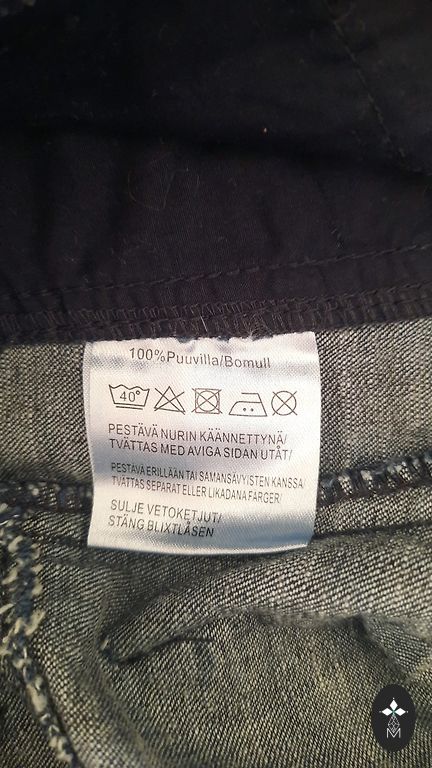 100%Puuvilla/Bomull
40°
PESTÄVÄ NURIN KÄÄNNETTYNÄ/
TVÄTTAS MED AVIGA SIDAN UTÅT/
PESTÄVÄ ERILLÄÄN TAI SAMANSÄVYISTEN KANSSA/
TVÄTTAS SEPARAT ELLER LIKADANA FÄRGER/
SULJE VETOKETJUT/
STÄNG BLIXTLÅSEN